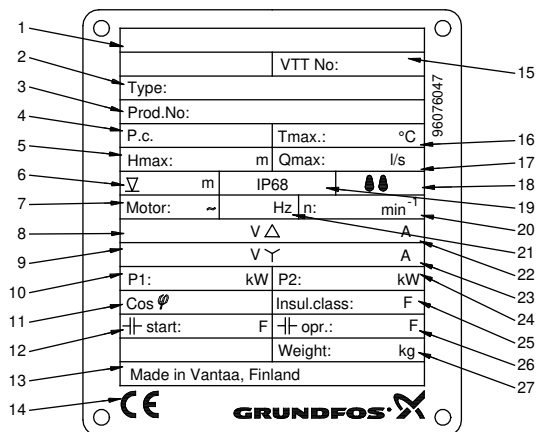 1
2
3
4
5
6
7
8
9
10
11
12
13
14
VTT No:
Type:
Prod.No:
P.c. Tmax.: °C
Hmax: m Qmax: l/s
m IP68
Motor: ~ Hz n: min-1
V △ A
V Y A
P1: kW P2: kW
Cos φ Insul.class: F
start: F opr.: F
Weight: kg
Made in Vantaa, Finland
CE GRUNDFOS
96076047
15
16
17
18
19
20
21
22
23
24
25
26
27